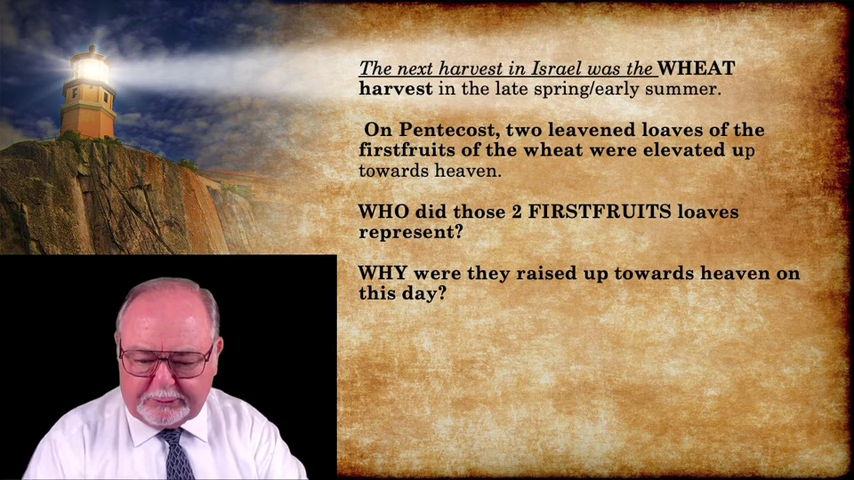 The next harvest in Israel was the WHEAT
harvest in the late spring/early summer.
On Pentecost, two leavened loaves of the
firstfruits of the wheat were elevated up
towards heaven.
WHO did those 2 FIRSTFRUITS loaves
represent?
WHY were they raised up towards heaven on
this day?